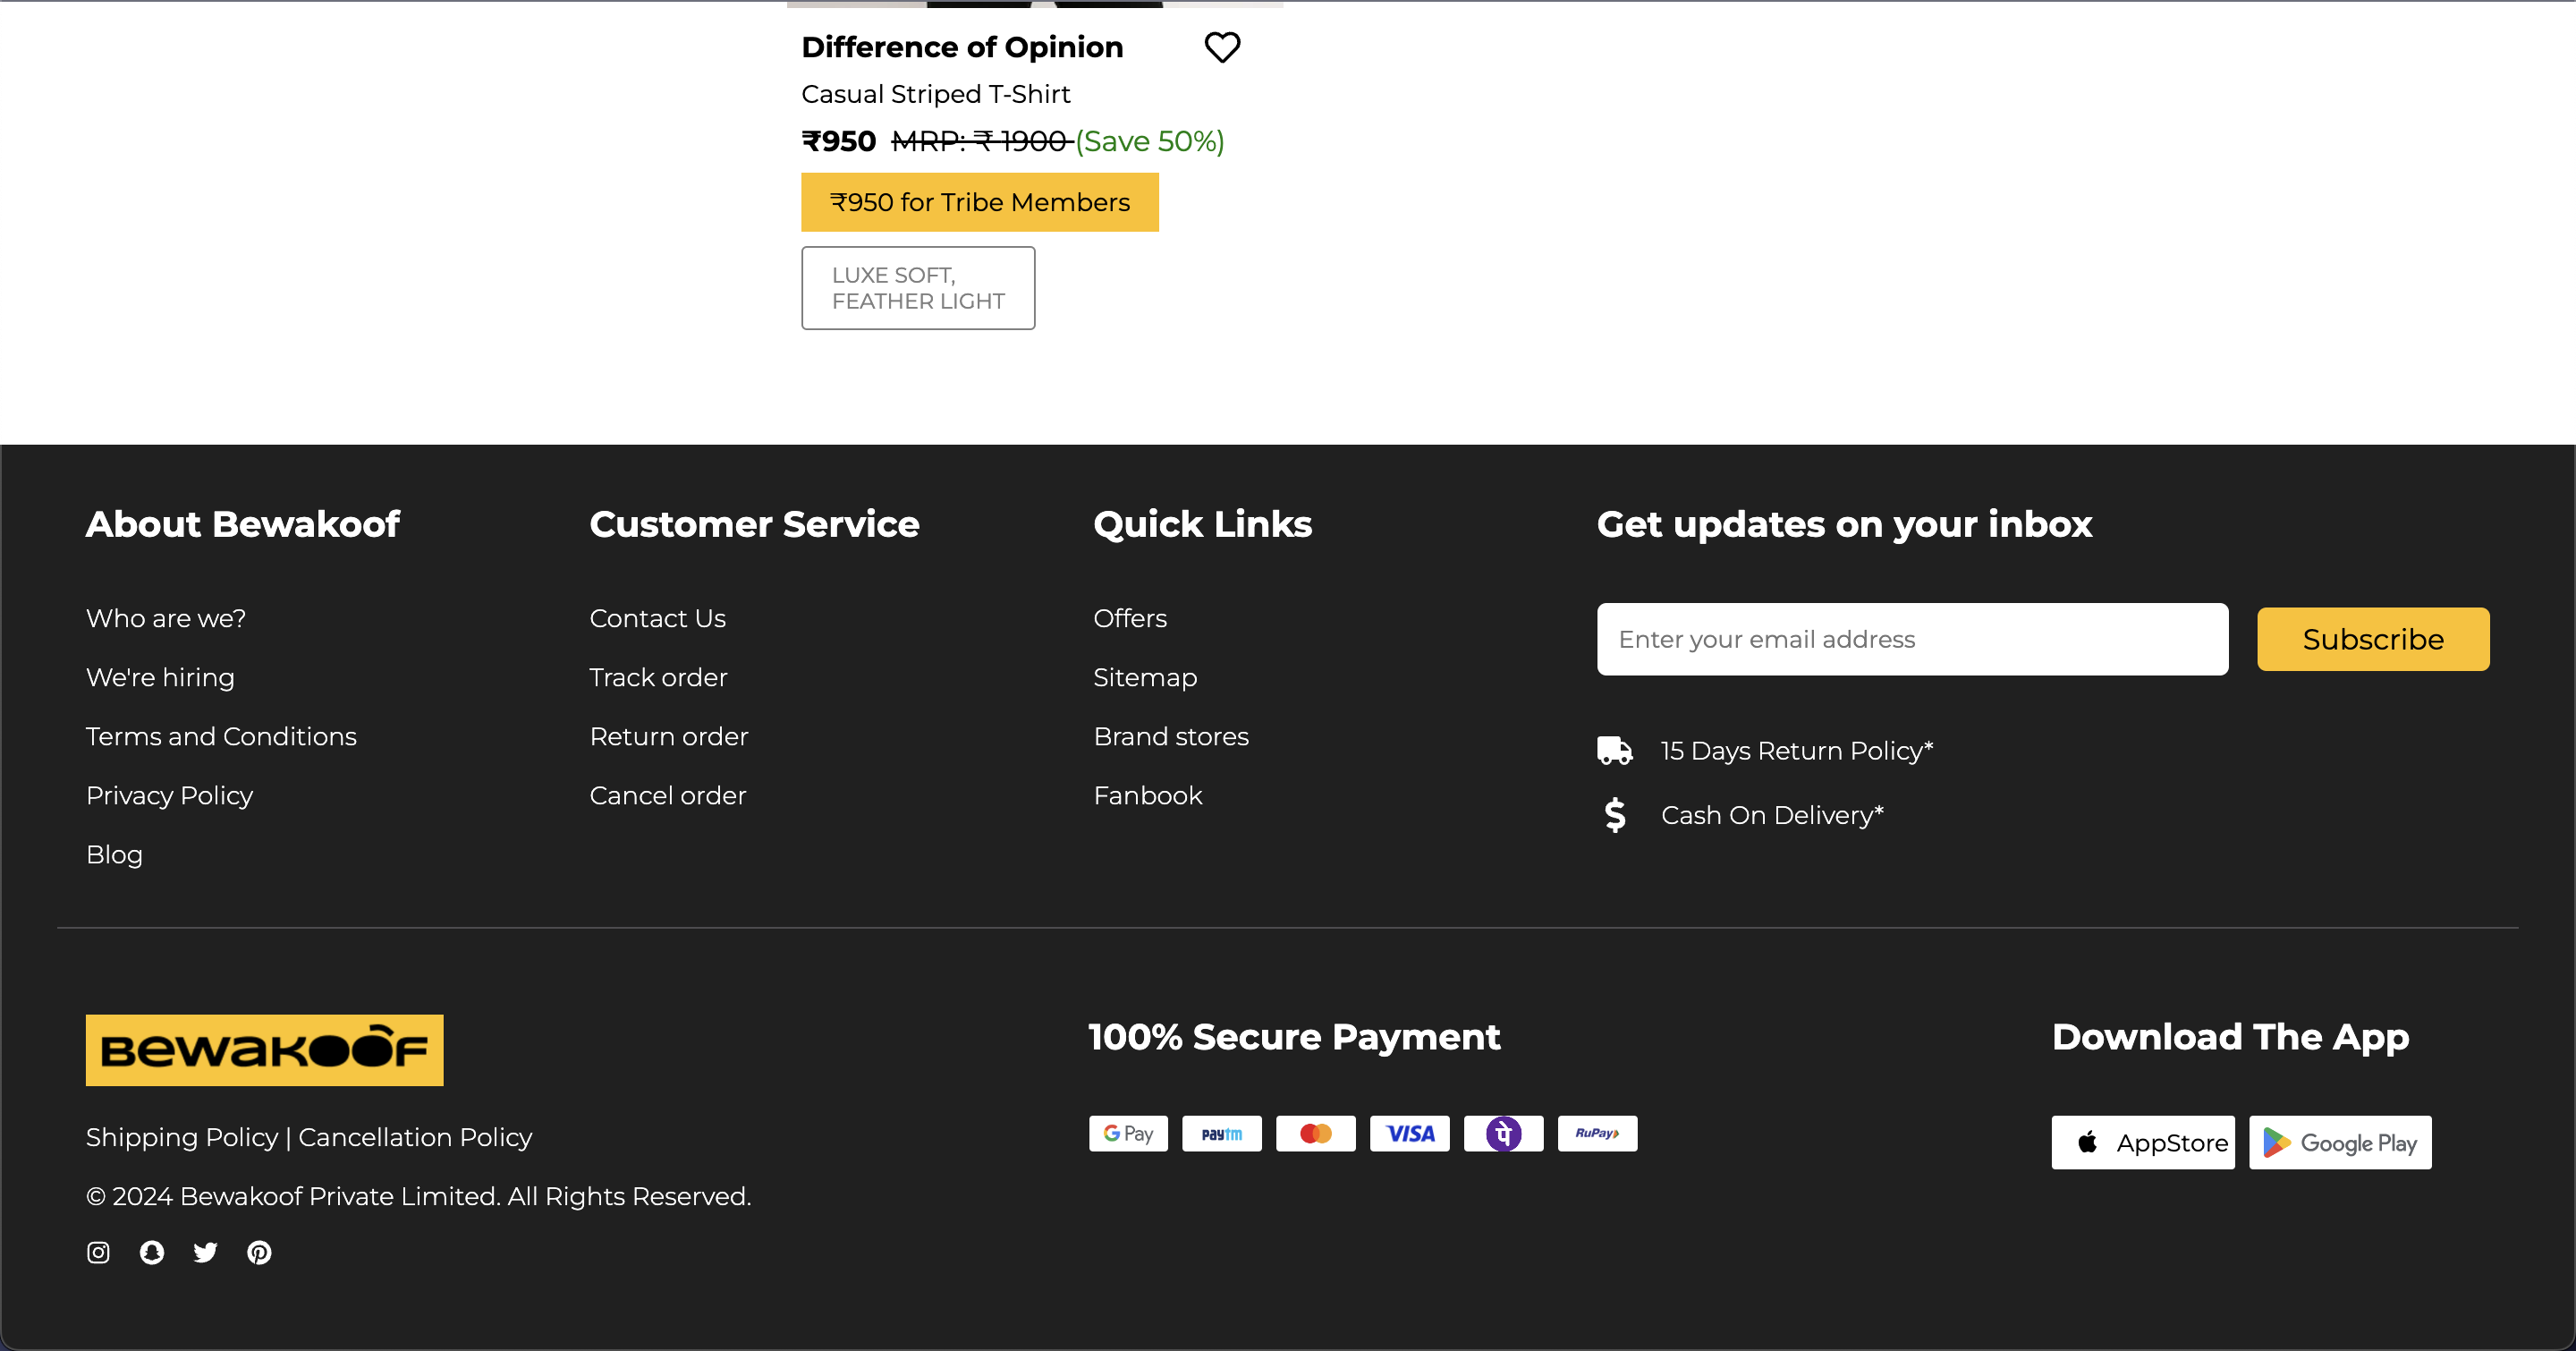 Difference of Opinion
Casual Striped T-Shirt
₹950 MRP: ₹ 1900 (Save 50%)
₹950 for Tribe Members
LUXE SOFT,
FEATHER LIGHT
About Bewakoof
Who are we?
We're hiring
Terms and Conditions
Privacy Policy
Blog
Customer Service
Contact Us
Track order
Return order
Cancel order
Quick Links
Offers
Sitemap
Brand stores
Fanbook
Get updates on your inbox
Enter your email address
Subscribe
15 Days Return Policy*
Cash On Delivery*
BEWAKOOF
Shipping Policy | Cancellation Policy
© 2024 Bewakoof Private Limited. All Rights Reserved.
100% Secure Payment
G Pay
paytm
VISA
पे
RuPay
Download The App
AppStore
Google Play